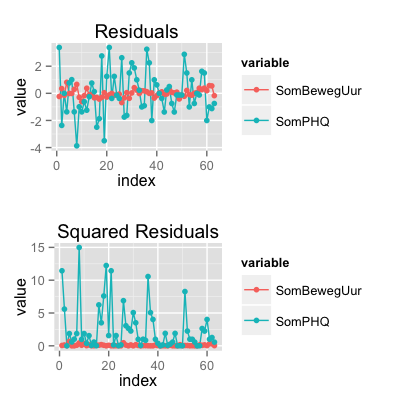 Residuals
value
2
0
-2
-4
0
20
40
60
index
variable
SomBewegUur
SomPHQ
Squared Residuals
value
15
10
5
0
0
20
40
60
index
variable
SomBewegUur
SomPHQ